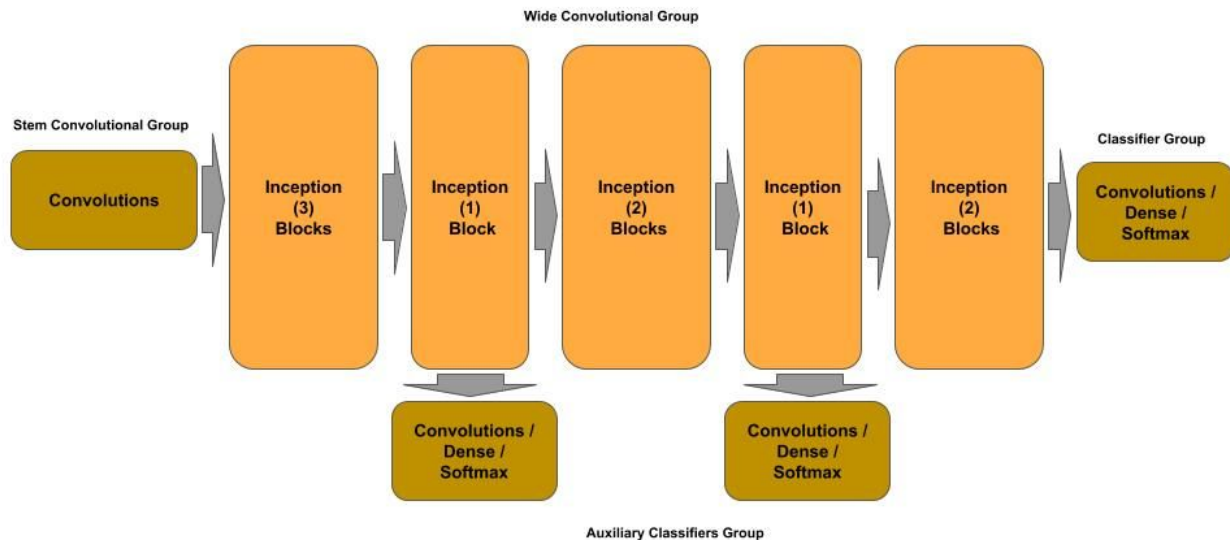 Wide Convolutional Group
Stem Convolutional Group
Convolutions
Inception
(3)
Blocks
Inception
(1)
Block
Inception
(2)
Blocks
Inception
(1)
Block
Inception
(2)
Blocks
Classifier Group
Convolutions /
Dense /
Softmax
Convolutions /
Dense /
Softmax
Convolutions /
Dense /
Softmax
Auxiliary Classifiers Group